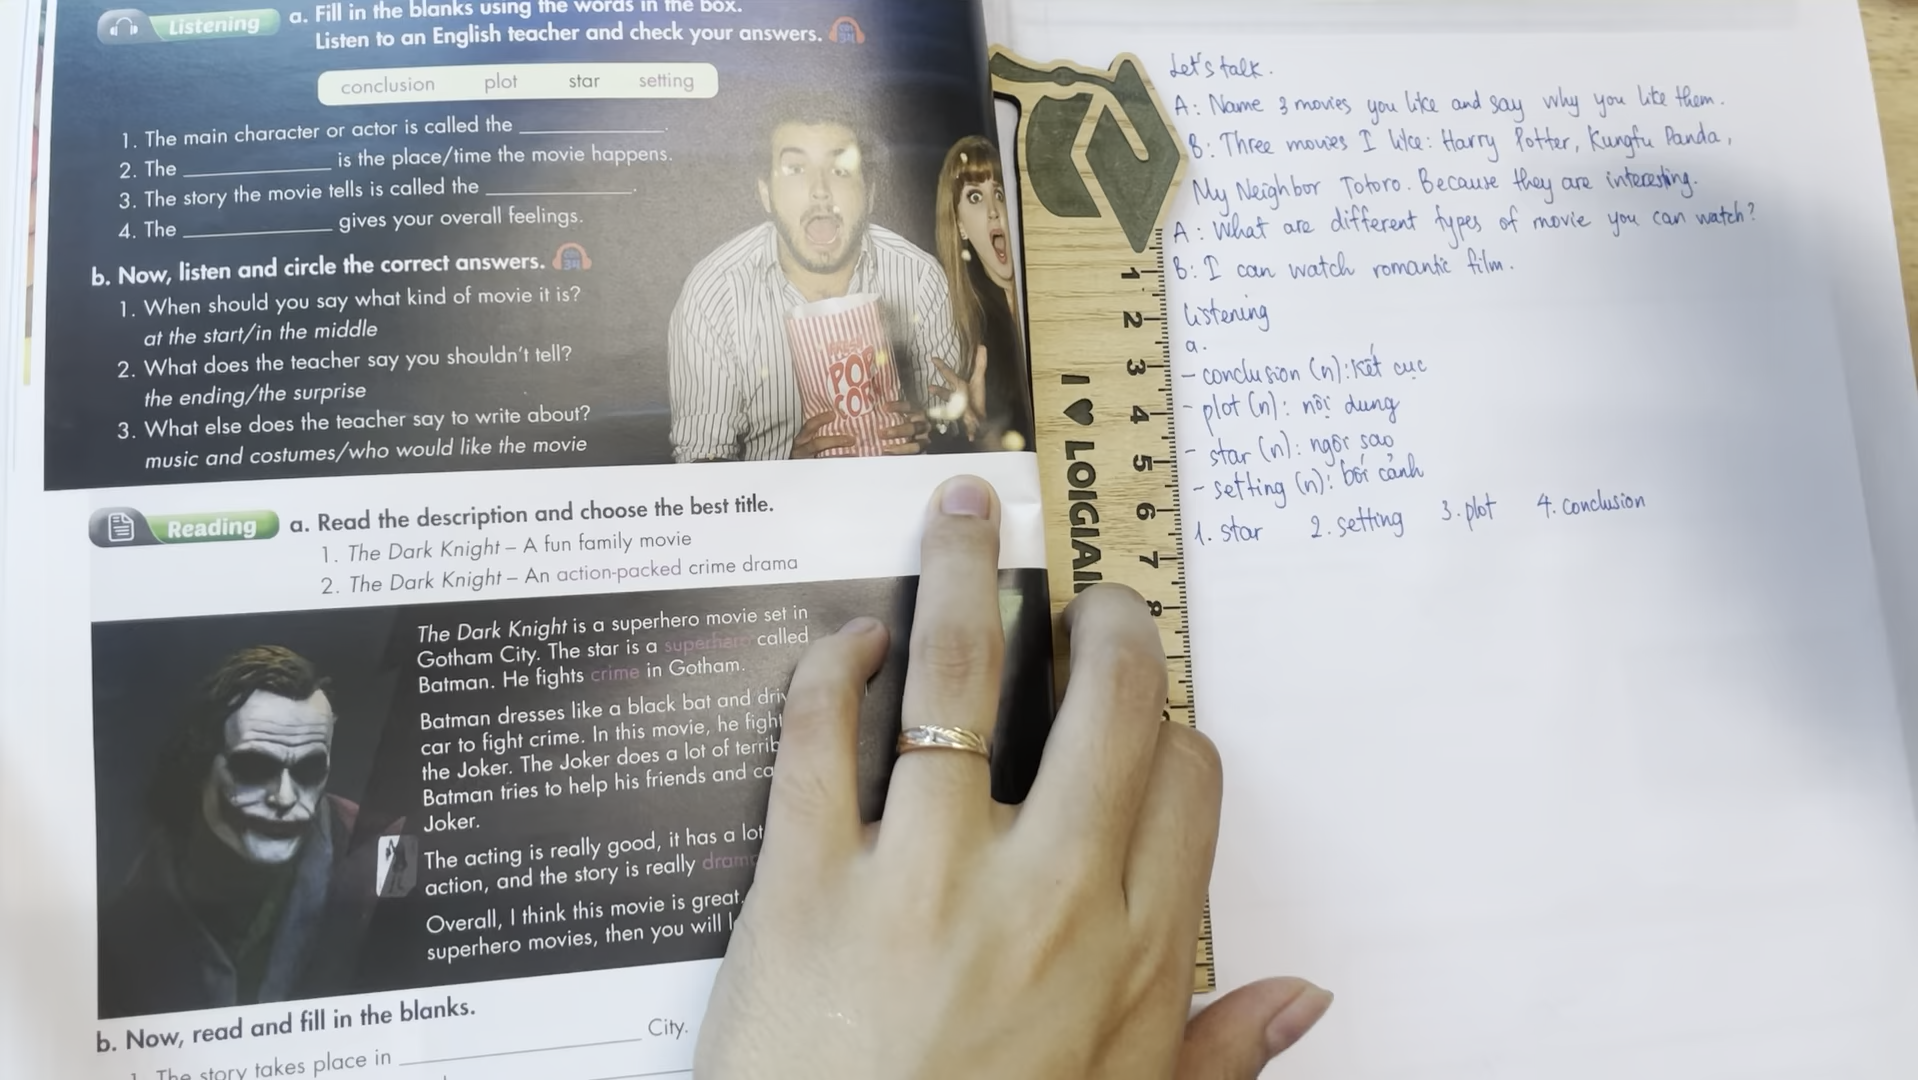 Listening
a. Fill in the blanks using the words in the box.
Listen to an English teacher and check your answers.
conclusion plot star setting
1. The main character or actor is called the ____________.
2. The ____________ is the place/time the movie happens.
3. The story the movie tells is called the ____________.
4. The ____________ gives your overall feelings.
b. Now, listen and circle the correct answers.
1. When should you say what kind of movie it is?
at the start/in the middle
2. What does the teacher say you shouldn't tell?
the ending/the surprise
3. What else does the teacher say to write about?
music and costumes/who would like the movie
POP
CORN
Reading
a. Read the description and choose the best title.
1. The Dark Knight – A fun family movie
2. The Dark Knight – An action-packed crime drama
The Dark Knight is a superhero movie set in
Gotham City. The star is a superhero called
Batman. He fights crime in Gotham.
Batman dresses like a black bat and
car to fight crime. In this movie, he
the Joker. The Joker does a lot of
Batman tries to help his friends and
Joker.
The acting is really good, it has a lot
action, and the story is really
Overall, I think this movie is great.
superhero movies, then you will
b. Now, read and fill in the blanks.
1. The story takes place in ____________ City.
1 2 3 4 5 6 7 8
I ♥ LOIGIAI
Let's talk.
A: Name 3 movies you like and say why you like them.
B: Three movies I like: Harry Potter, Kungfu Panda,
My Neighbor Totoro. Because they are interesting.
A: What are different types of movie you can watch?
B: I can watch romantic film.
Listening
a.
- conclusion (n): kết cục
- plot (n): nội dung
- star (n): ngôi sao
- setting (n): bối cảnh
1. star 2. setting 3. plot 4. conclusion